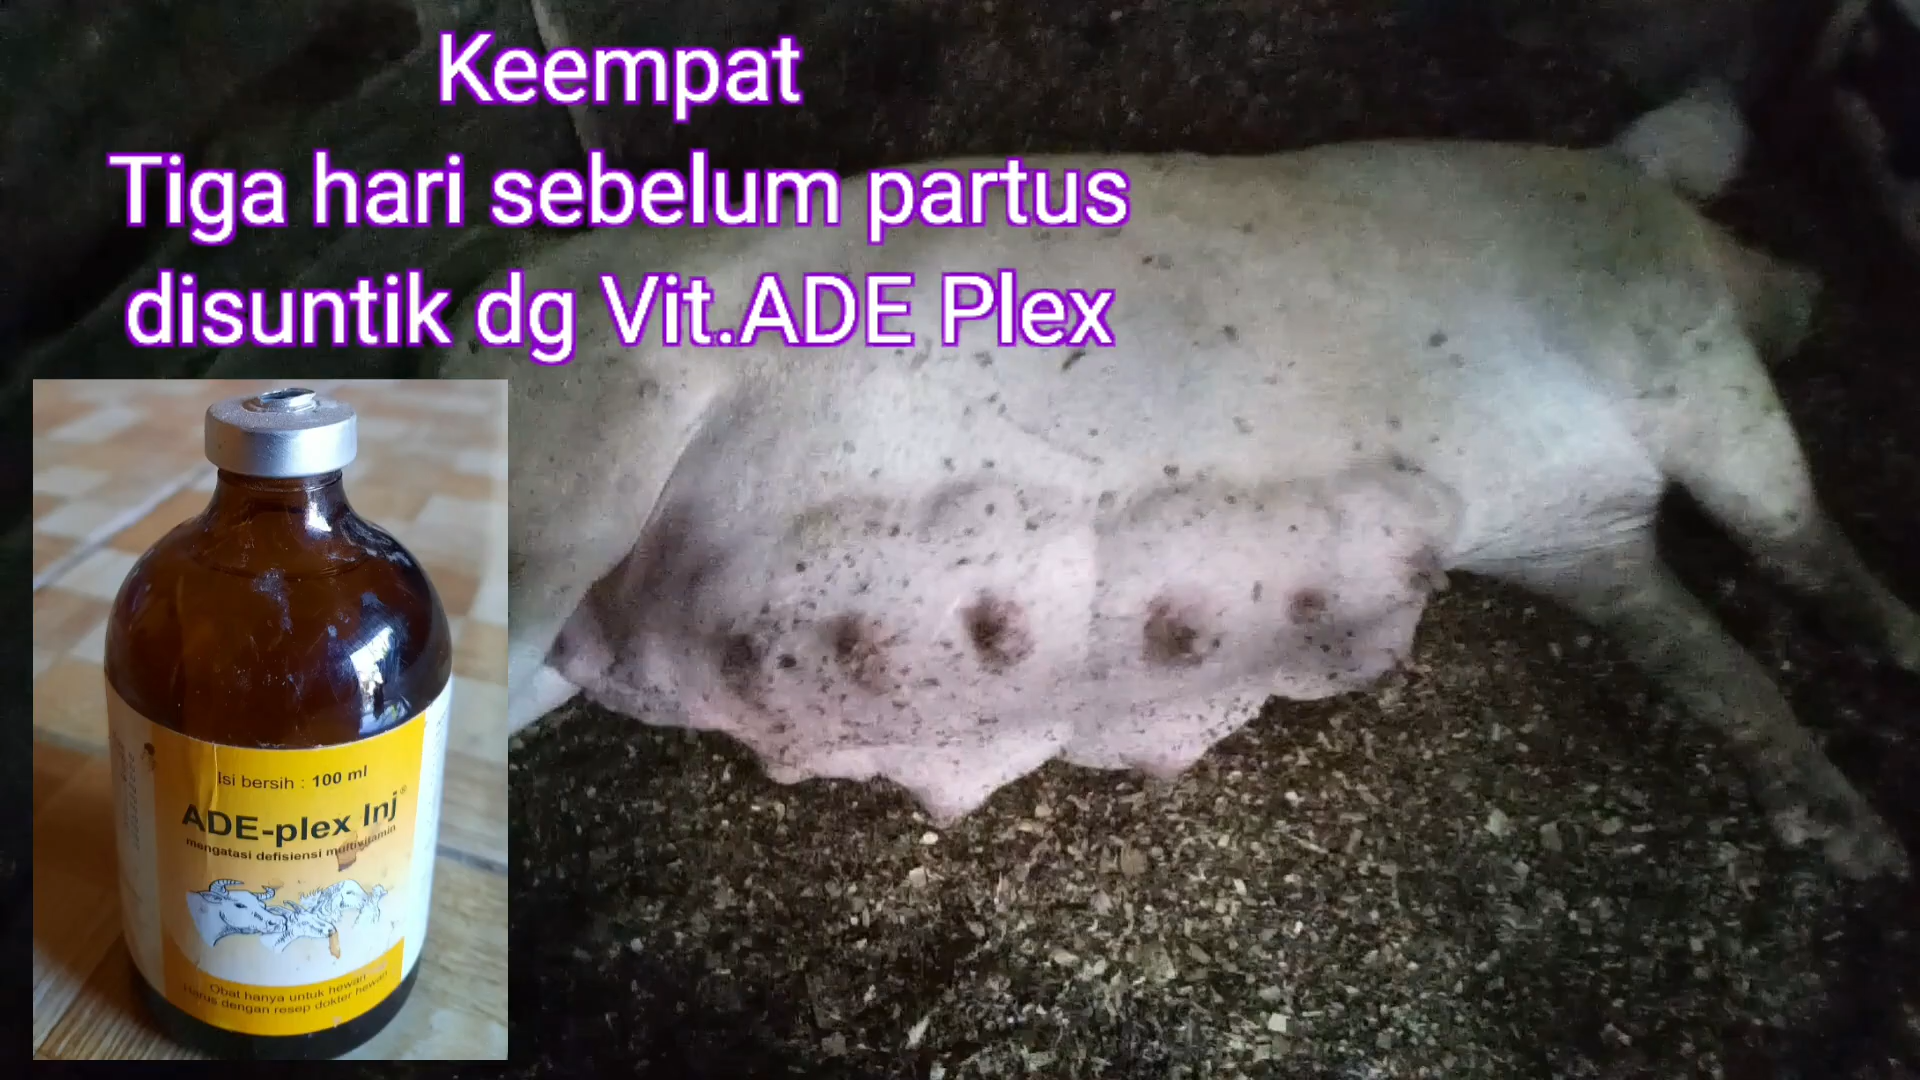 Keempat
Tiga hari sebelum partus
disuntik dg Vit.ADE Plex
Isi bersih : 100 ml
ADE-plex Inj®
mengatasi defisiensi multivitamin
Obat hanya untuk hewan
Harus dengan resep dokter hewan